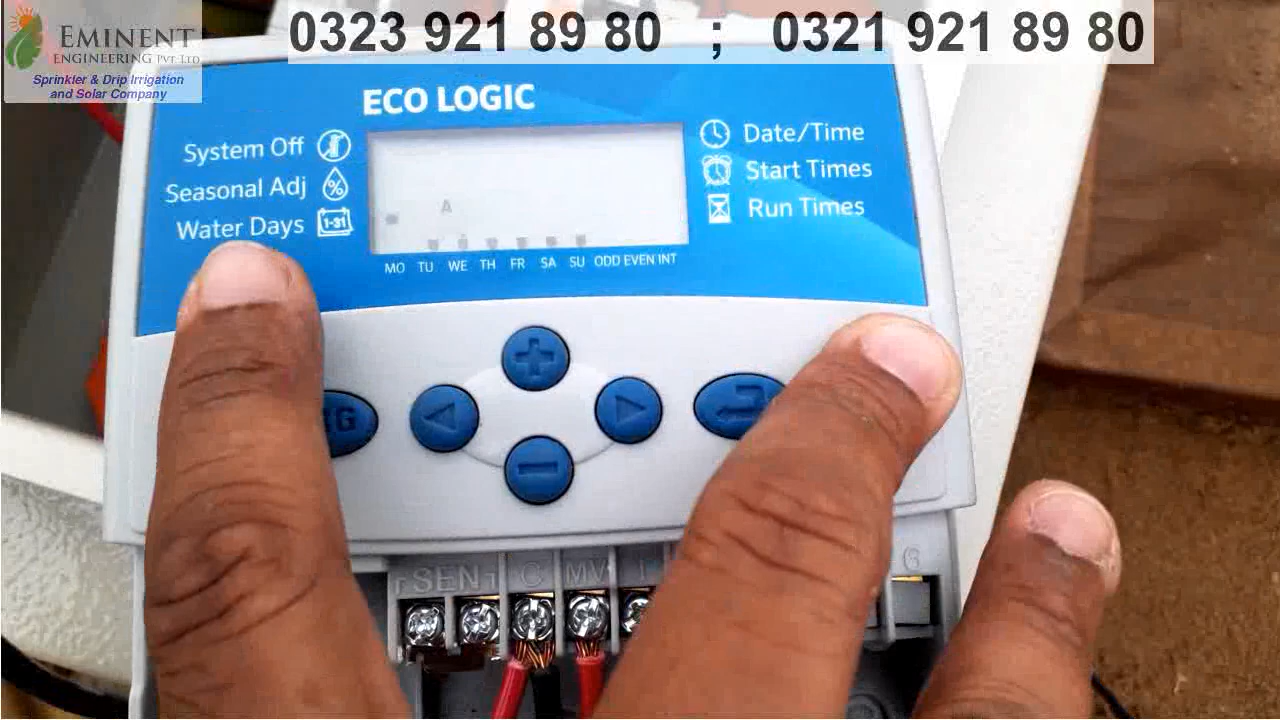 0323 921 89 80 ; 0321 921 89 80
EMINENT
ENGINEERING PVT LTD
Sprinkler & Drip Irrigation
and Solar Company
ECO LOGIC
System Off
Seasonal Adj
%
Water Days
1-31
Date/Time
Start Times
Run Times
A
MO TU WE TH FR SA SU ODD EVEN INT
SEN C MV
6